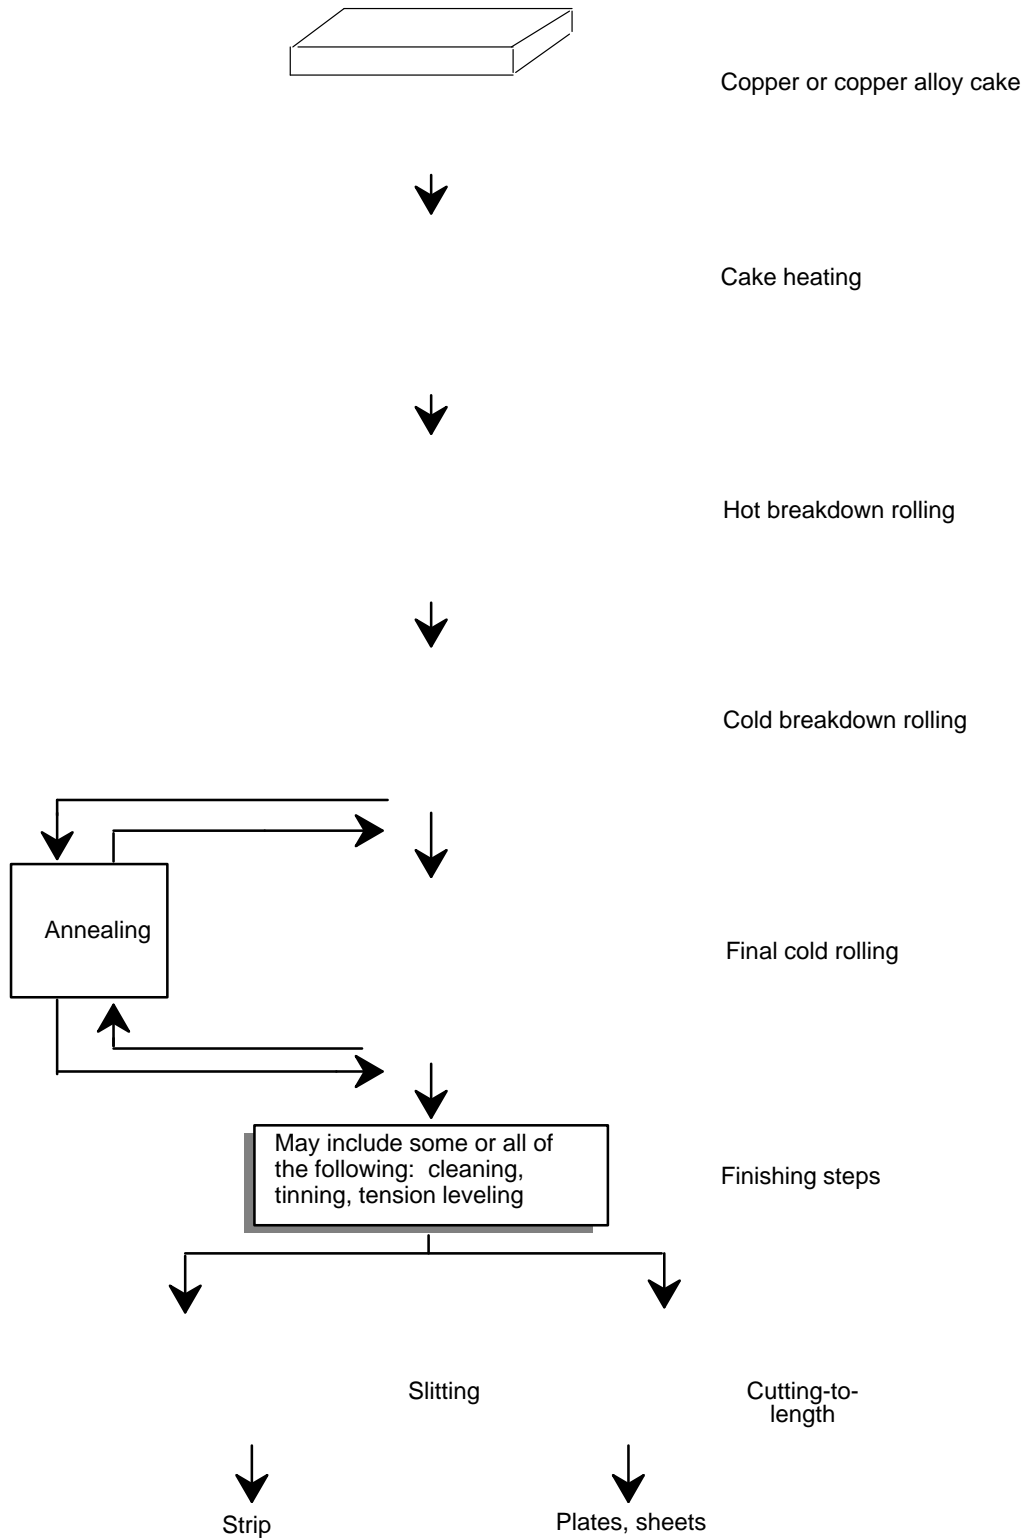 Copper or copper alloy cake
Cake heating
Hot breakdown rolling
Cold breakdown rolling
Annealing
Final cold rolling
May include some or all of
the following:  cleaning,
tinning, tension leveling
Finishing steps
Slitting
Cutting-to-
length
Strip
Plates, sheets